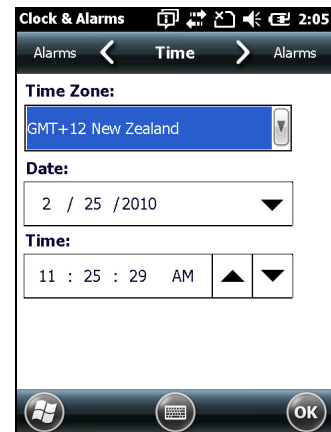 Clock & Alarms 2:05
Alarms Time Alarms
Time Zone:
GMT+12 New Zealand
Date:
2 / 25 / 2010
Time:
11 : 25 : 29 AM
OK